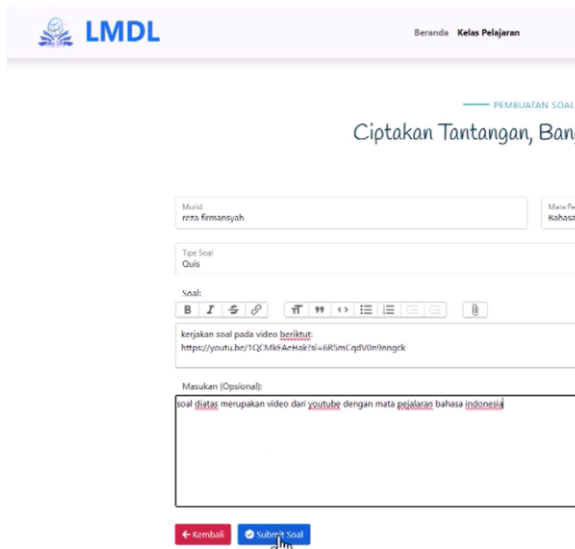 LMDL
Beranda Kelas Pelajaran
PEMBUATAN SOAL
Ciptakan Tantangan, Bang
Murid
reza firmansyah
Mata Pe
Bahasa
Tipe Soal
Quis
Soal:
kerjakan soal pada video beriktut:
Masukan (Opsional):
soal diatas merupakan video dari youtube dengan mata pejalaran bahasa indonesia
Kembali
Submit Soal